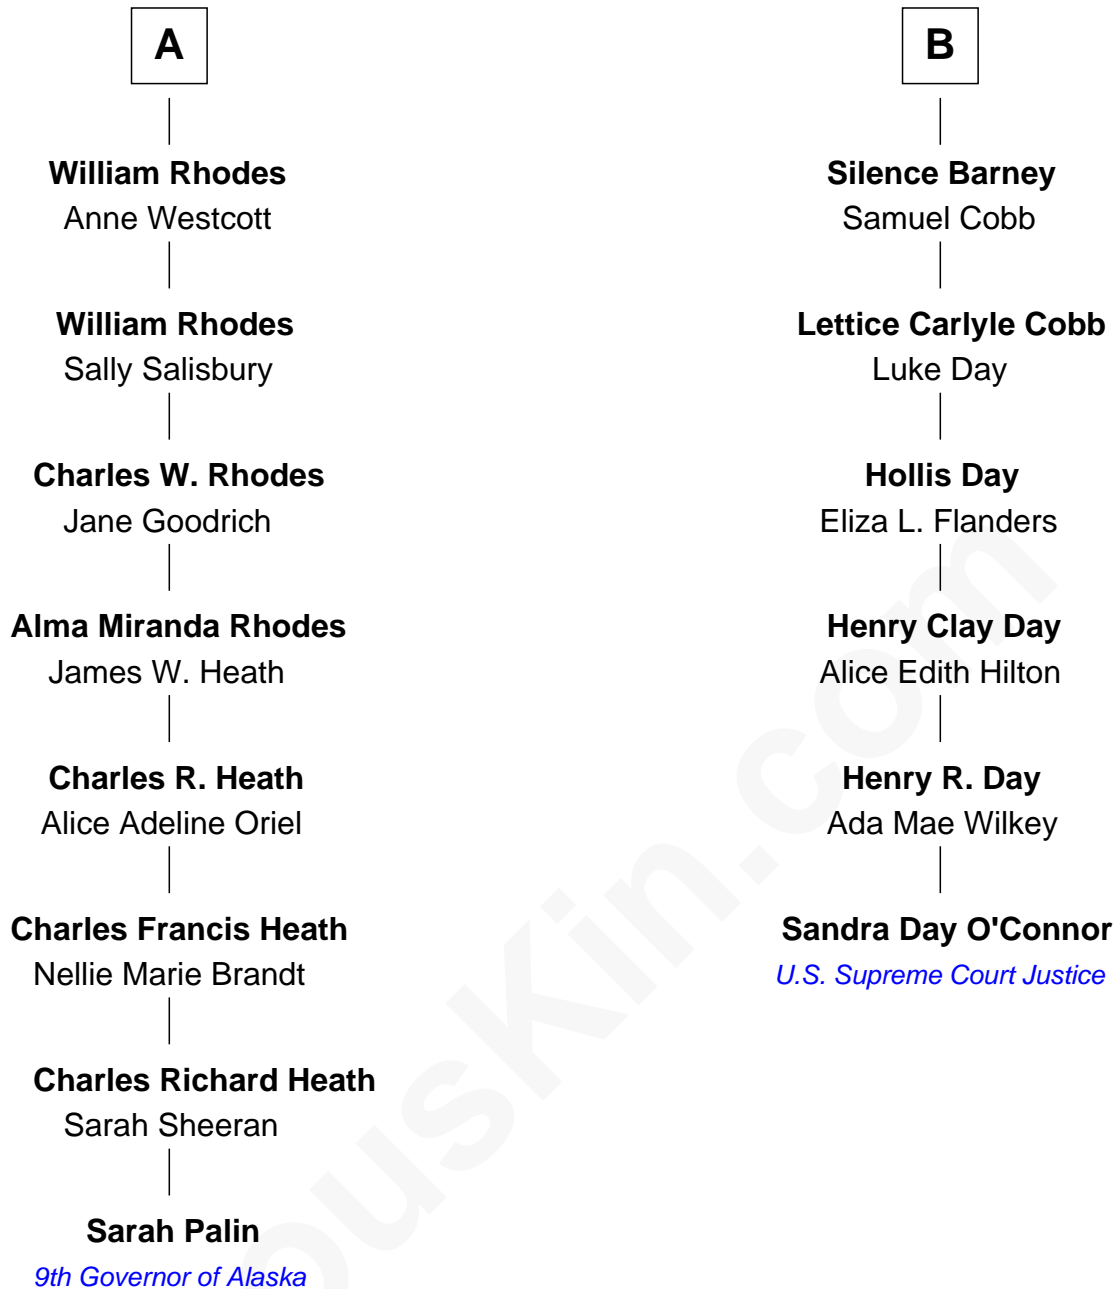 A
William Rhodes
Anne Westcott
William Rhodes
Sally Salisbury
Charles W. Rhodes
Jane Goodrich
Alma Miranda Rhodes
James W. Heath
Charles R. Heath
Alice Adeline Oriel
Charles Francis Heath
Nellie Marie Brandt
Charles Richard Heath
Sarah Sheeran
Sarah Palin
9th Governor of Alaska
B
Silence Barney
Samuel Cobb
Lettice Carlyle Cobb
Luke Day
Hollis Day
Eliza L. Flanders
Henry Clay Day
Alice Edith Hilton
Henry R. Day
Ada Mae Wilkey
Sandra Day O'Connor
U.S. Supreme Court Justice
ousKin.com